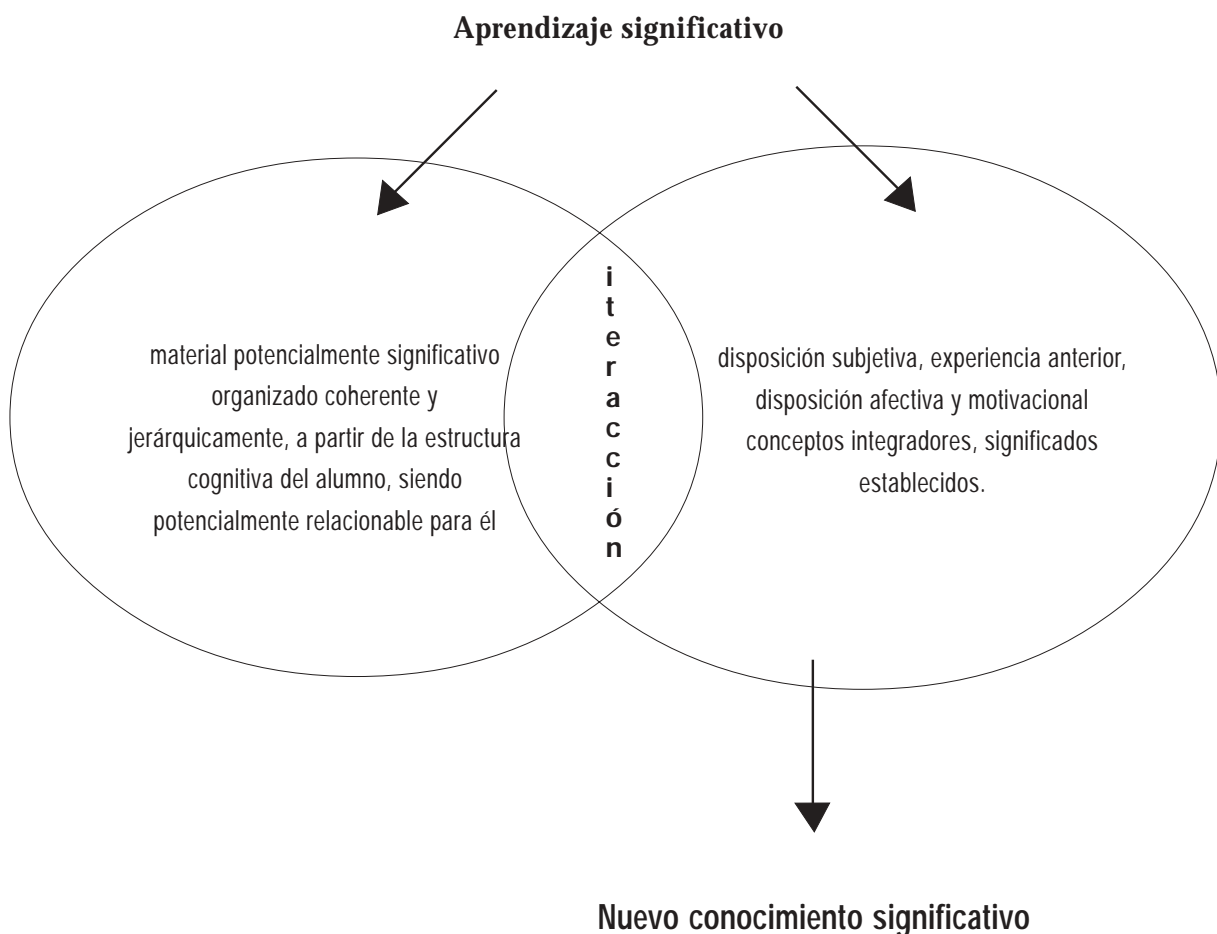 Aprendizaje significativo
material potencialmente significativo
organizado coherente y
jerárquicamente, a partir de la estructura
cognitiva del alumno, siendo
potencialmente relacionable para él
iteracción
disposición subjetiva, experiencia anterior,
disposición afectiva y motivacional
conceptos integradores, significados
establecidos.
Nuevo conocimiento significativo